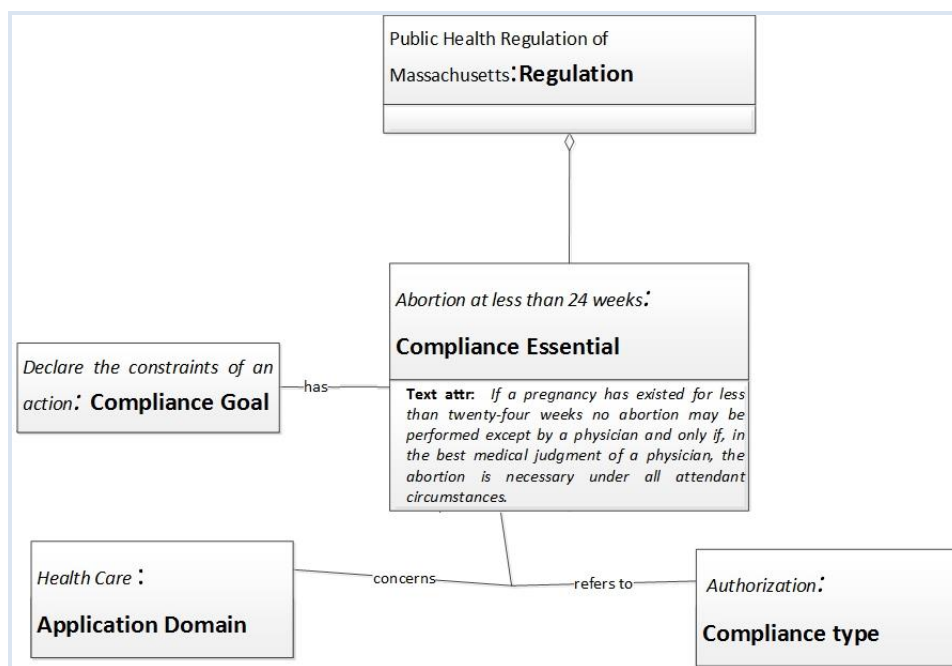 Public Health Regulation of
Massachusetts:Regulation
Abortion at less than 24 weeks:
Compliance Essential
Text attr: If a pregnancy has existed for less
than twenty-four weeks no abortion may be
performed except by a physician and only if, in
the best medical judgment of a physician, the
abortion is necessary under all attendant
circumstances.
Declare the constraints of an
action: Compliance Goal
has
Health Care :
Application Domain
concerns
refers to
Authorization:
Compliance type